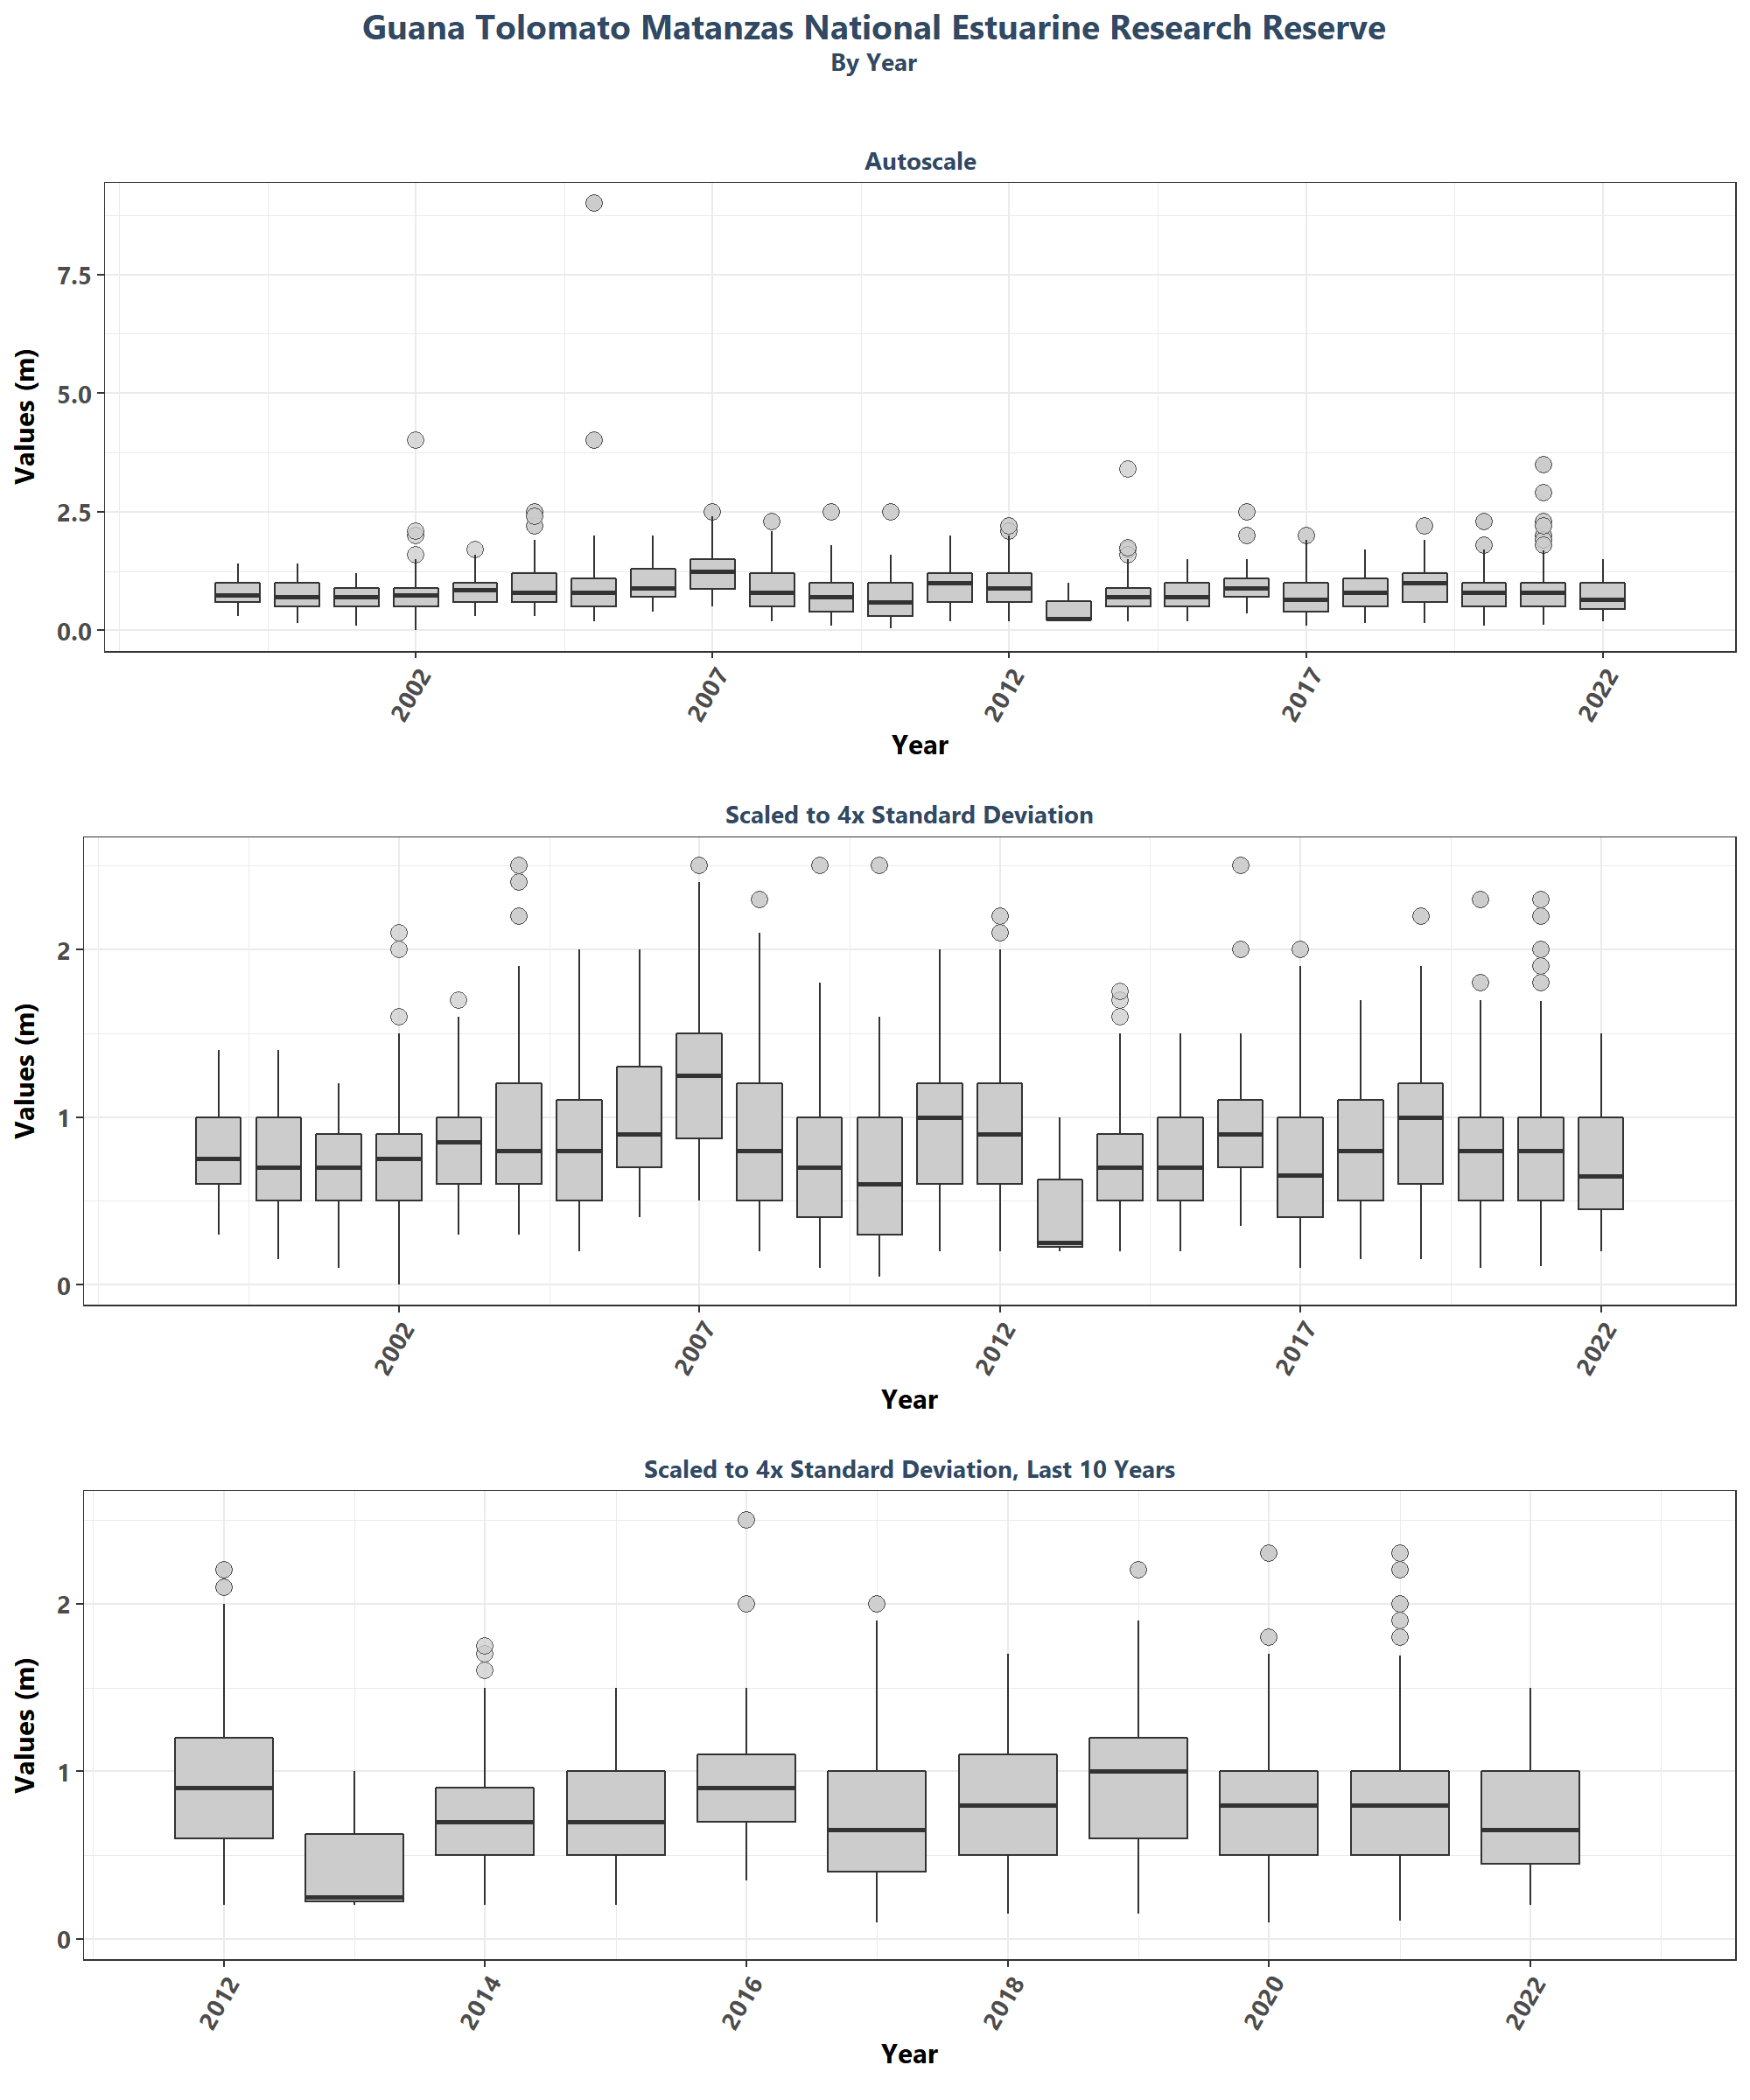 Guana Tolomato Matanzas National Estuarine Research Reserve
By Year
Autoscale
Values (m)
7.5
5.0
2.5
0.0
2002
2007
2012
2017
2022
Year
Scaled to 4x Standard Deviation
Values (m)
2
1
0
2002
2007
2012
2017
2022
Year
Scaled to 4x Standard Deviation, Last 10 Years
Values (m)
2
1
0
2012
2014
2016
2018
2020
2022
Year